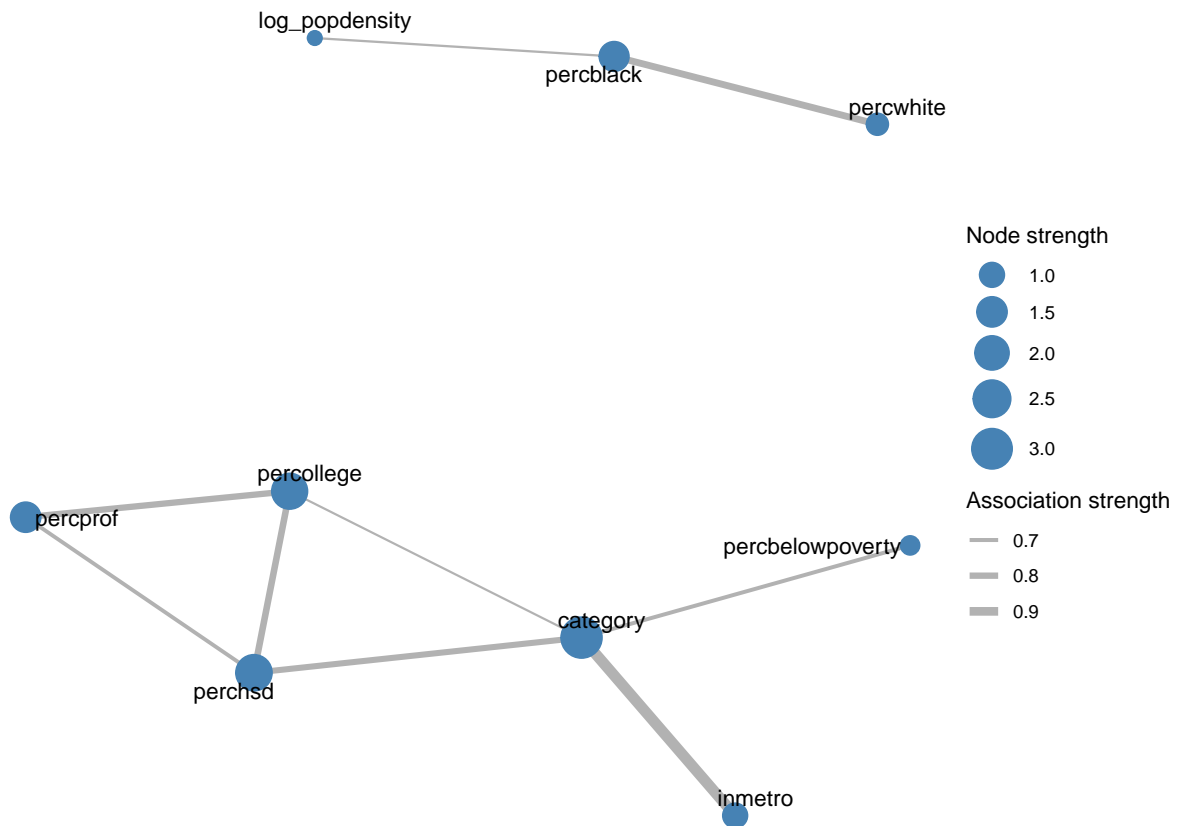 log_popdensity
percblack
percwhite
Node strength
1.0
1.5
2.0
2.5
3.0
percollege
percprof
Association strength
0.7
0.8
0.9
percbelowpoverty
category
perchsd
inmetro